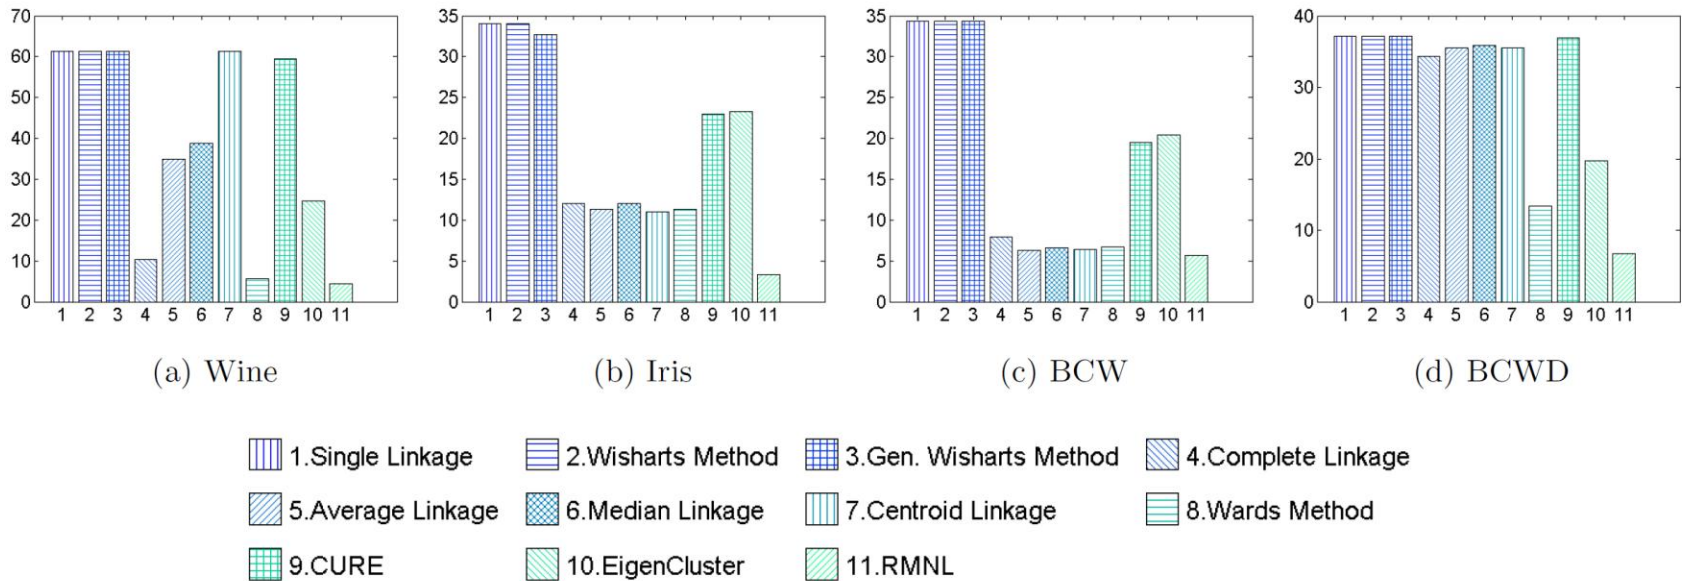 70
60
50
40
30
20
10
0
1 2 3 4 5 6 7 8 9 10 11
(a) Wine
35
30
25
20
15
10
5
0
1 2 3 4 5 6 7 8 9 10 11
(b) Iris
35
30
25
20
15
10
5
0
1 2 3 4 5 6 7 8 9 10 11
(c) BCW
40
30
20
10
0
1 2 3 4 5 6 7 8 9 10 11
(d) BCWD
1.Single Linkage 2.Wisharts Method 3.Gen. Wisharts Method 4.Complete Linkage
5.Average Linkage 6.Median Linkage 7.Centroid Linkage 8.Wards Method
9.CURE 10.EigenCluster 11.RMNL